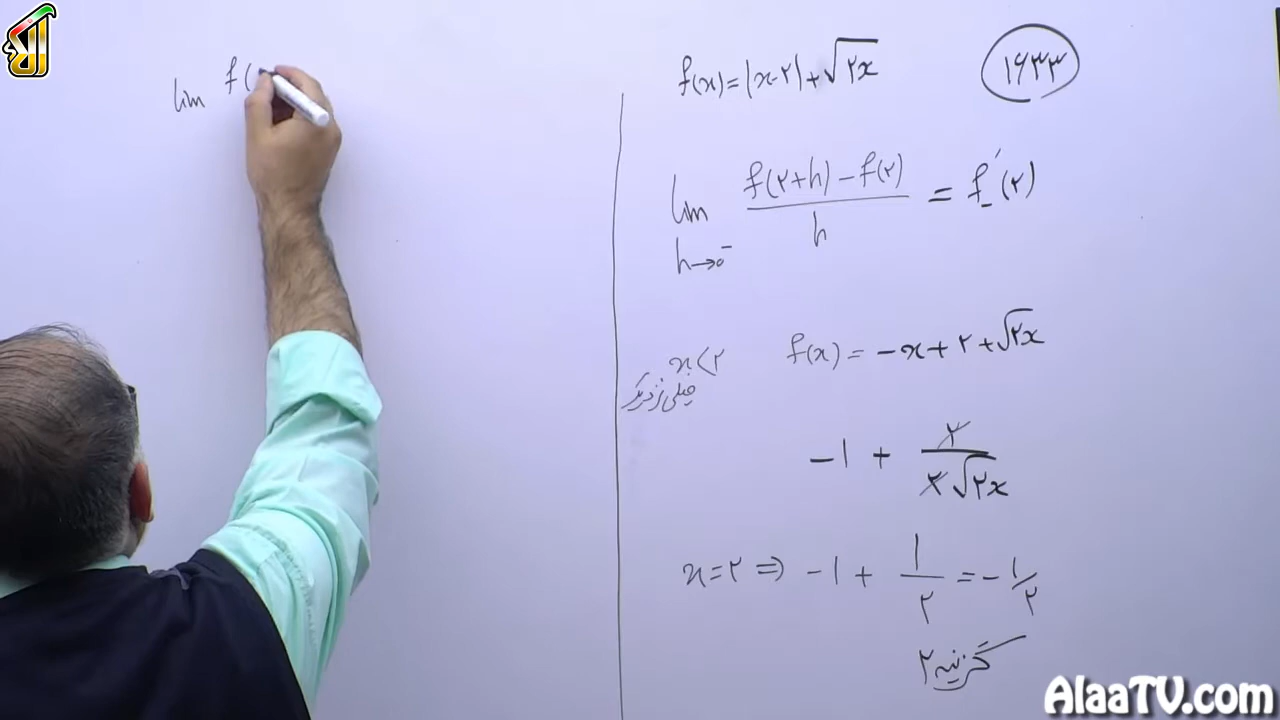 آلاء
f(x) = |x-۲| + √۲x
۱۶۳۳
lim h→0⁻ (f(۲+h) - f(۲)) / h = f′₋(۲)
x<۲ f(x) = -x + ۲ + √۲x
خیلی نزدیک
-۱ + ۲ / ۲√۲x
x=۲ ⇒ -۱ + ۱/۲ = -۱/۲
گزینه ۲
lim f(
AlaaTV.com